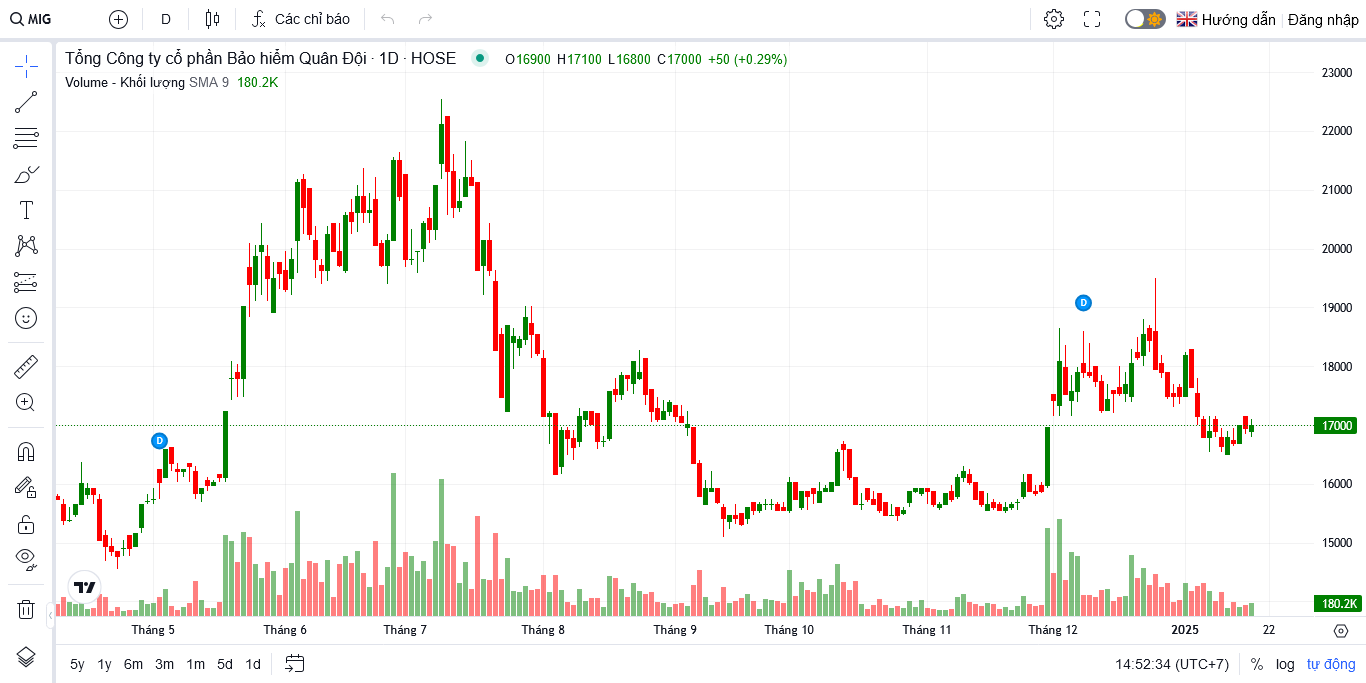 MIG D Các chỉ báo Hướng dẫn Đăng nhập
Tổng Công ty cổ phần Bảo hiểm Quân Đội · 1D · HOSE O16900 H17100 L16800 C17000 +50 (+0.29%)
Volume - Khối lượng SMA 9 180.2K
23000
22000
21000
20000
19000
D
18000
17000
D
16000
15000
180.2K
Tháng 5 Tháng 6 Tháng 7 Tháng 8 Tháng 9 Tháng 10 Tháng 11 Tháng 12 2025 22
5y 1y 6m 3m 1m 5d 1d 14:52:34 (UTC+7) % log tự động